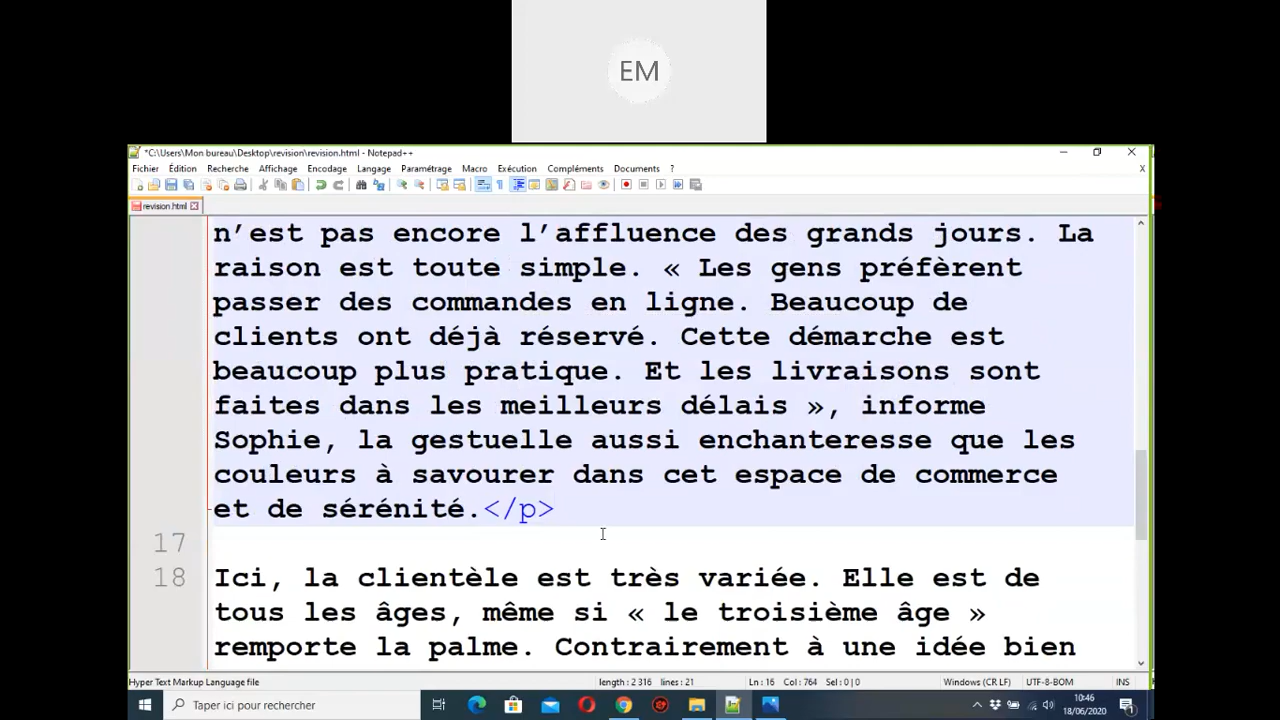 EM
*C:\Users\Mon bureau\Desktop\revision\revision.html - Notepad++
Fichier Édition Recherche Affichage Encodage Langage Paramétrage Macro Exécution Compléments Documents ? X
revision.html
n’est pas encore l’affluence des grands jours. La
raison est toute simple. « Les gens préfèrent
passer des commandes en ligne. Beaucoup de
clients ont déjà réservé. Cette démarche est
beaucoup plus pratique. Et les livraisons sont
faites dans les meilleurs délais », informe
Sophie, la gestuelle aussi enchanteresse que les
couleurs à savourer dans cet espace de commerce
et de sérénité.</p>
17
18 Ici, la clientèle est très variée. Elle est de
tous les âges, même si « le troisième âge »
remporte la palme. Contrairement à une idée bien
Hyper Text Markup Language file length : 2 316 lines : 21 Ln : 16 Col : 764 Sel : 0 | 0 Windows (CR LF) UTF-8-BOM INS
Taper ici pour rechercher 10:46
18/06/2020